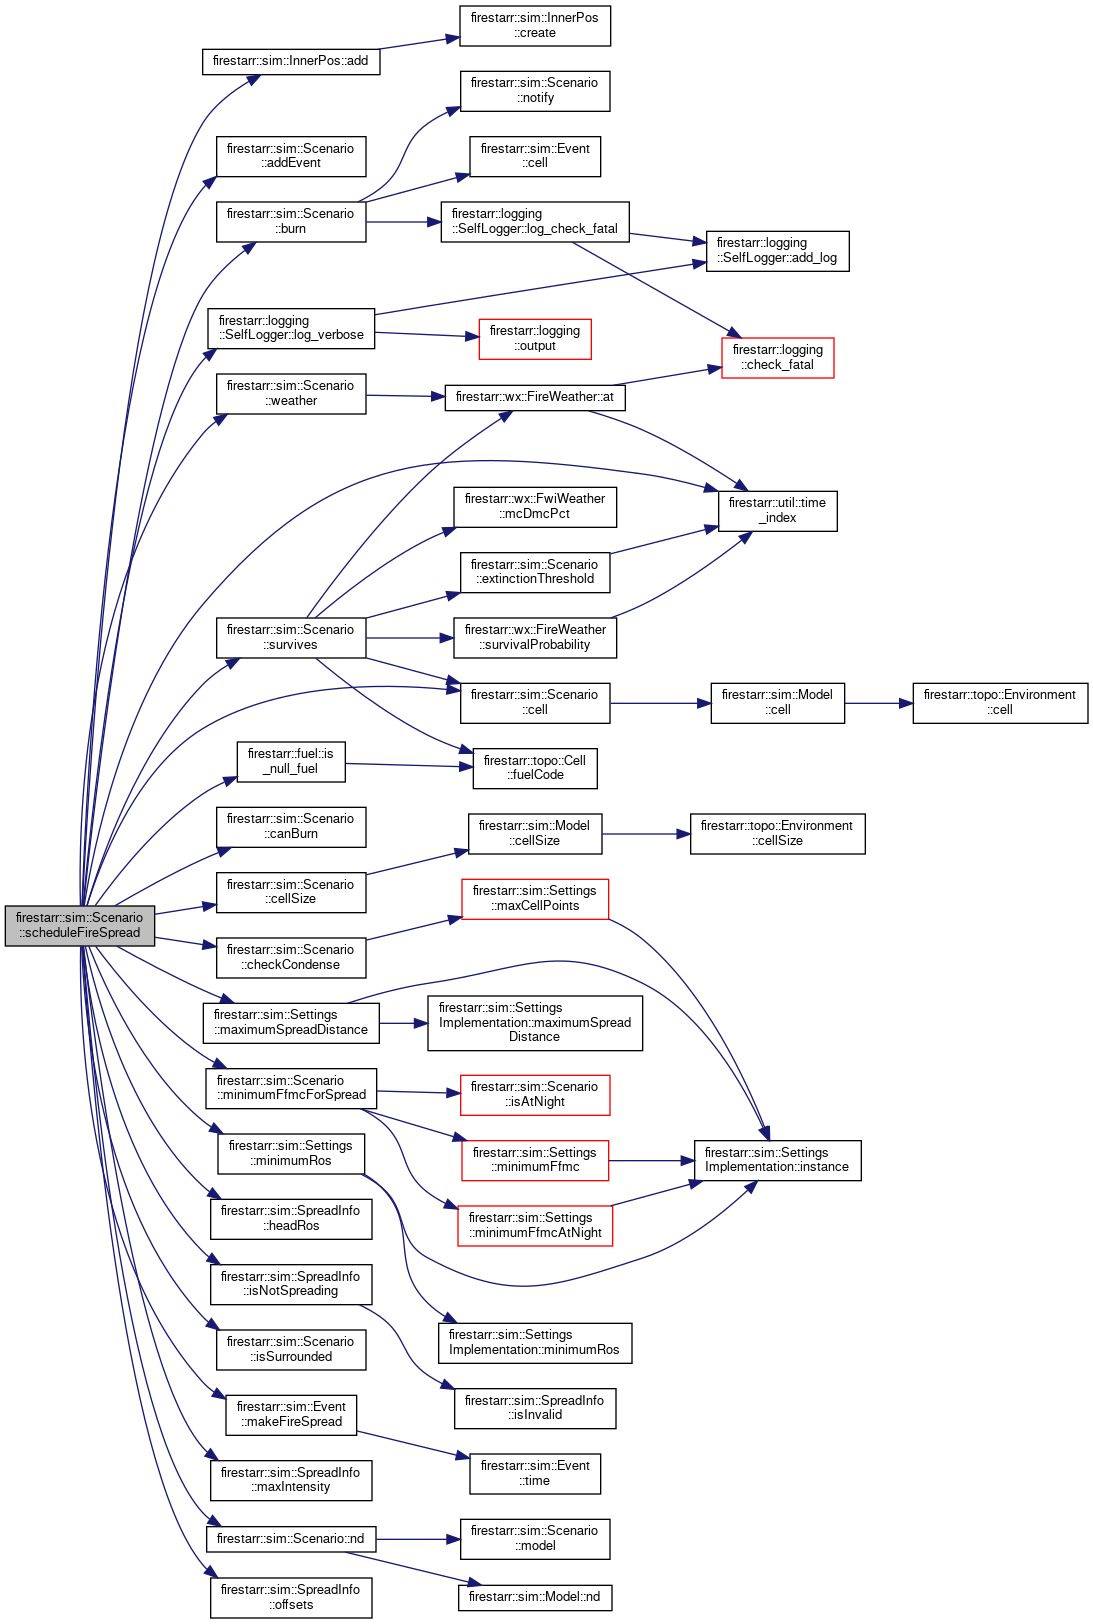 firestarr::sim::InnerPos
::create
firestarr::sim::InnerPos::add
firestarr::sim::Scenario
::notify
firestarr::sim::Scenario
::addEvent
firestarr::sim::Event
::cell
firestarr::sim::Scenario
::burn
firestarr::logging
::SelfLogger::log_check_fatal
firestarr::logging
::SelfLogger::add_log
firestarr::logging
::SelfLogger::log_verbose
firestarr::logging
::output
firestarr::logging
::check_fatal
firestarr::sim::Scenario
::weather
firestarr::wx::FireWeather::at
firestarr::wx::FwiWeather
::mcDmcPct
firestarr::util::time
_index
firestarr::sim::Scenario
::extinctionThreshold
firestarr::sim::Scenario
::survives
firestarr::wx::FireWeather
::survivalProbability
firestarr::sim::Scenario
::cell
firestarr::sim::Model
::cell
firestarr::topo::Environment
::cell
firestarr::fuel::is
_null_fuel
firestarr::topo::Cell
::fuelCode
firestarr::sim::Scenario
::canBurn
firestarr::sim::Model
::cellSize
firestarr::topo::Environment
::cellSize
firestarr::sim::Scenario
::cellSize
firestarr::sim::Settings
::maxCellPoints
firestarr::sim::Scenario
::scheduleFireSpread
firestarr::sim::Scenario
::checkCondense
firestarr::sim::Settings
::maximumSpreadDistance
firestarr::sim::Settings
Implementation::maximumSpread
Distance
firestarr::sim::Scenario
::minimumFfmcForSpread
firestarr::sim::Scenario
::isAtNight
firestarr::sim::Settings
::minimumRos
firestarr::sim::Settings
::minimumFfmc
firestarr::sim::Settings
Implementation::instance
firestarr::sim::SpreadInfo
::headRos
firestarr::sim::Settings
::minimumFfmcAtNight
firestarr::sim::SpreadInfo
::isNotSpreading
firestarr::sim::Scenario
::isSurrounded
firestarr::sim::Settings
Implementation::minimumRos
firestarr::sim::Event
::makeFireSpread
firestarr::sim::SpreadInfo
::isInvalid
firestarr::sim::SpreadInfo
::maxIntensity
firestarr::sim::Event
::time
firestarr::sim::Scenario::nd
firestarr::sim::Scenario
::model
firestarr::sim::SpreadInfo
::offsets
firestarr::sim::Model::nd